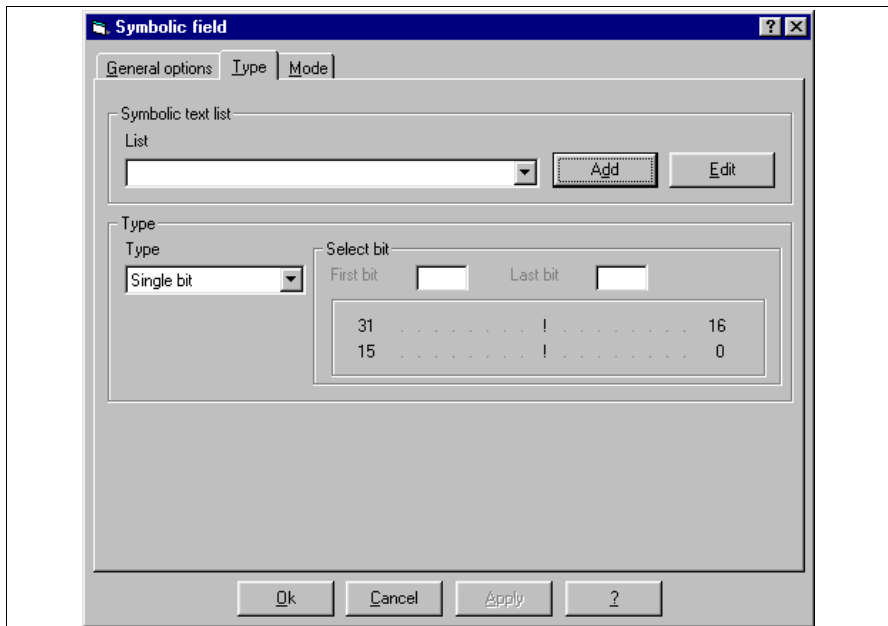 Symbolic field
General options Type Mode
Symbolic text list
List
Add Edit
Type
Type Select bit
Single bit First bit Last bit
31 . . . . . . . . ! . . . . . . . . 16
15 . . . . . . . . ! . . . . . . . . 0
Ok Cancel Apply ?